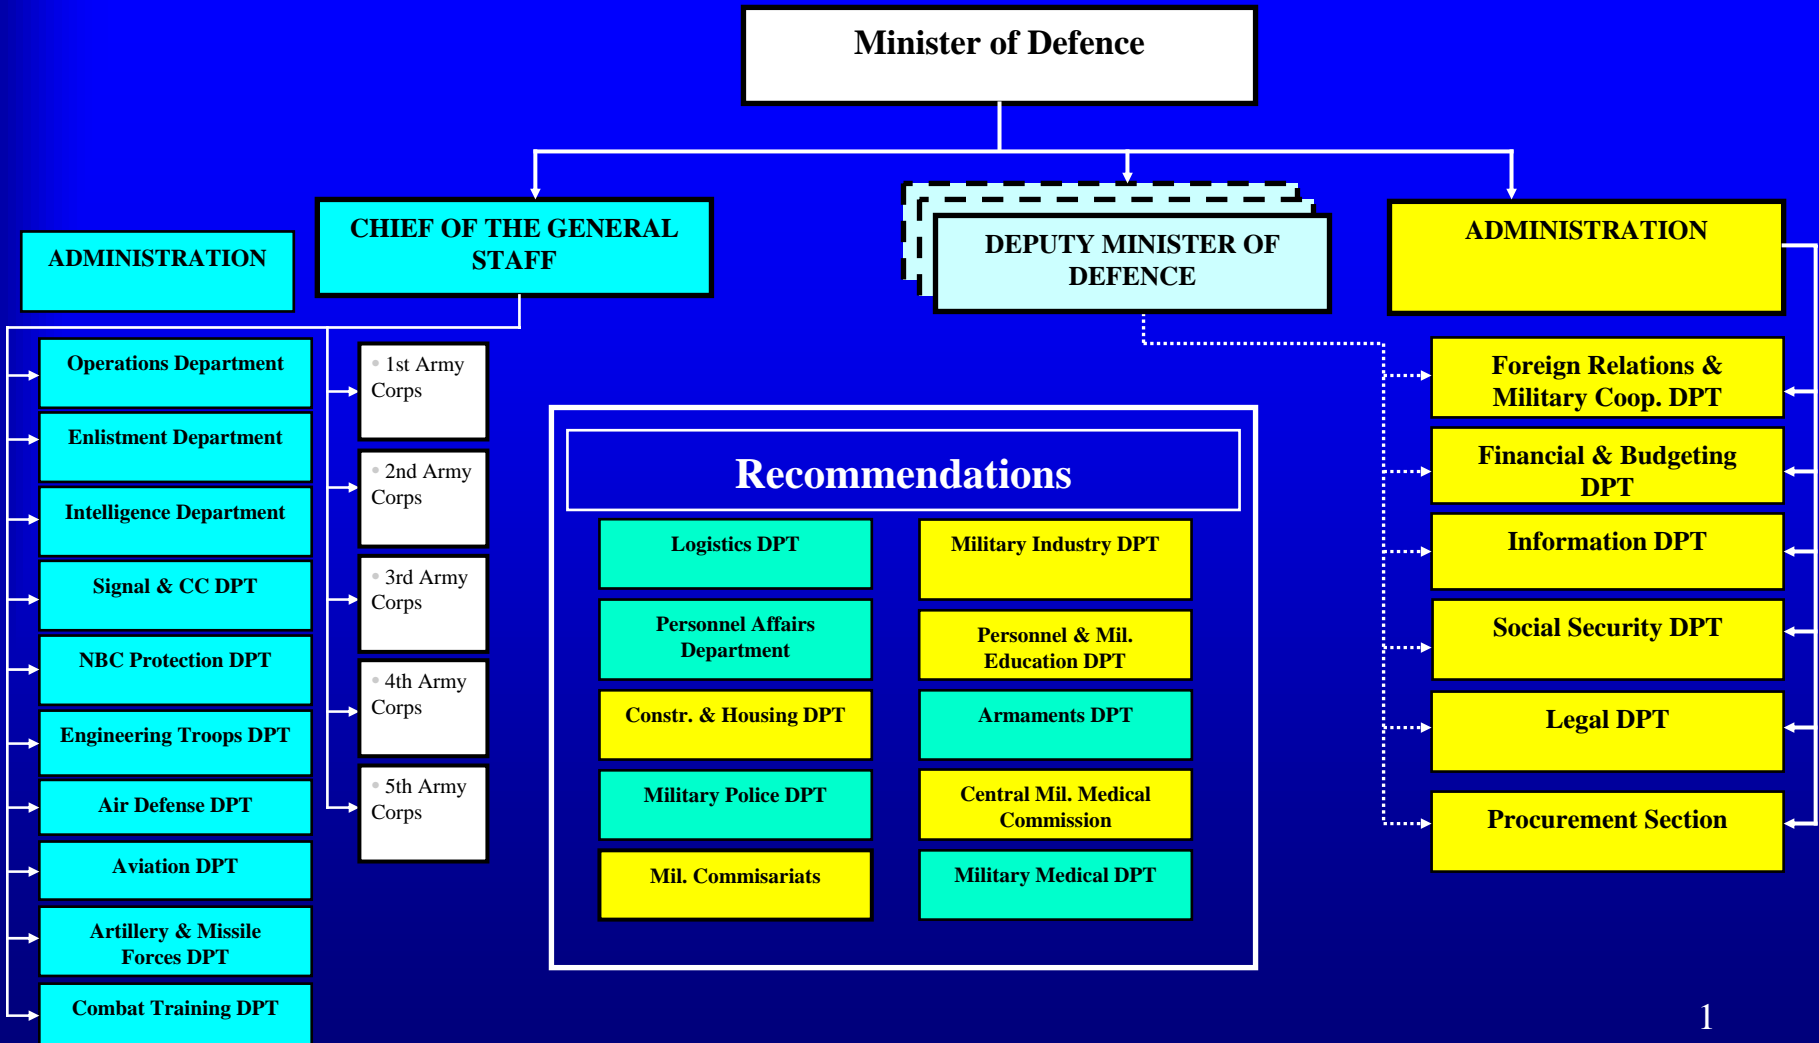 Minister of Defence
CHIEF OF THE GENERAL
STAFF
DEPUTY MINISTER OF
DEFENCE
ADMINISTRATION
ADMINISTRATION
Operations Department
Enlistment Department
Intelligence Department
Signal & CC DPT
NBC Protection DPT
Engineering Troops DPT
Air Defense DPT
Aviation DPT
Artillery & Missile
Forces DPT
Combat Training DPT
• 1st Army
Corps
• 2nd Army
Corps
• 3rd Army
Corps
• 4th Army
Corps
• 5th Army
Corps
Recommendations
Logistics DPT
Personnel Affairs
Department
Constr. & Housing DPT
Military Police DPT
Mil. Commisariats
Military Industry DPT
Personnel & Mil.
Education DPT
Armaments DPT
Central Mil. Medical
Commission
Military Medical DPT
Foreign Relations &
Military Coop. DPT
Financial & Budgeting
DPT
Information DPT
Social Security DPT
Legal DPT
Procurement Section
1